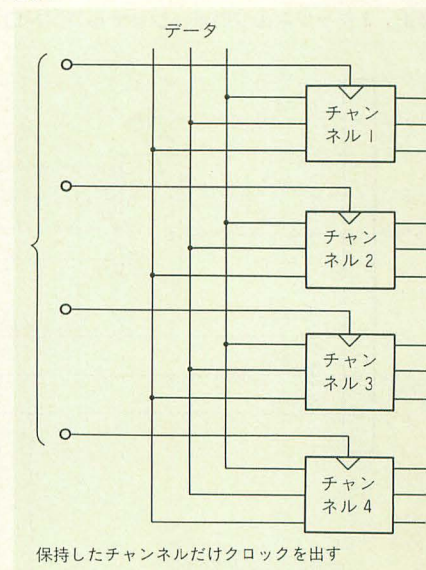 データ
チャン
ネル1
チャン
ネル2
チャン
ネル3
チャン
ネル4
保持したチャンネルだけクロックを出す